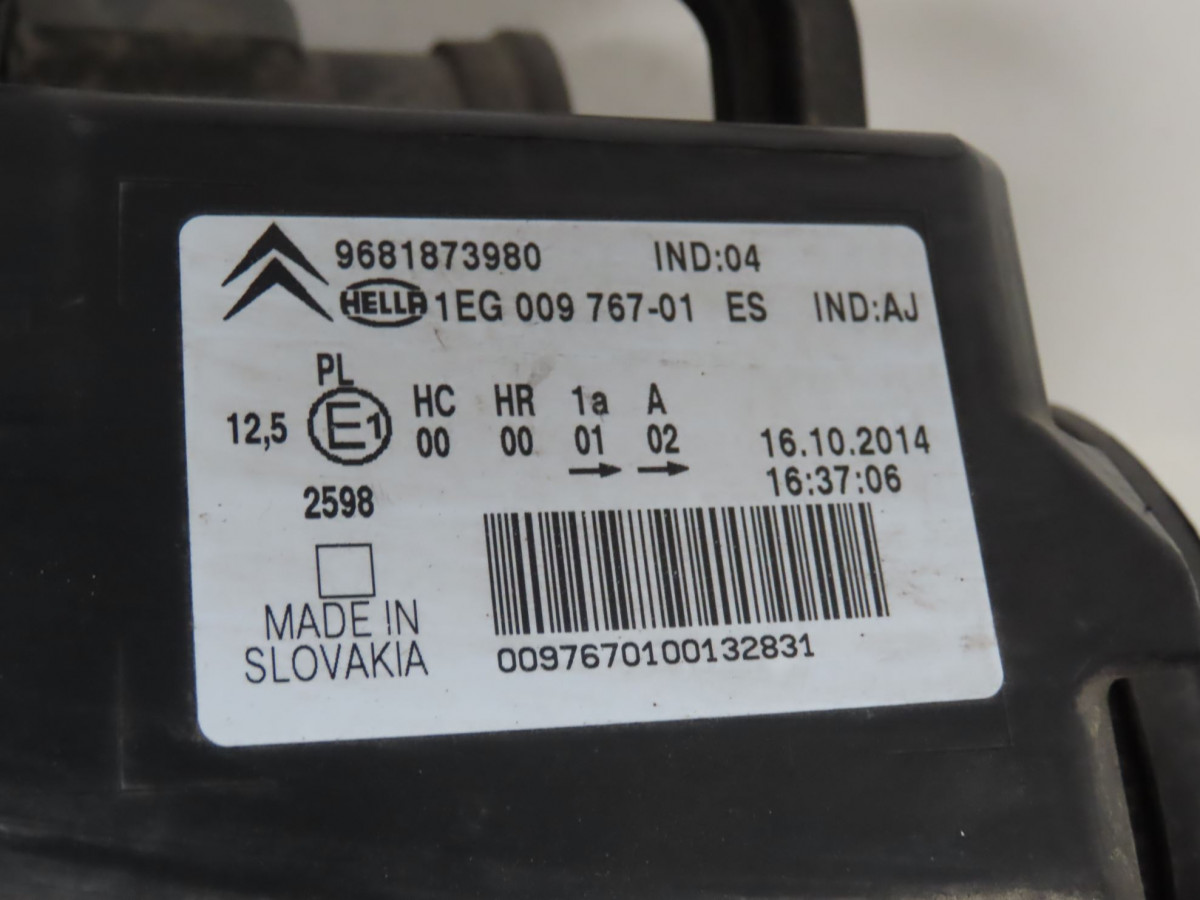 9681873980 IND:04
HELLA 1EG 009 767-01 ES IND:AJ
PL
HC HR 1a A
12,5 E1 00 00 01 02 16.10.2014
→ → 16:37:06
2598
MADE IN
SLOVAKIA
0097670100132831